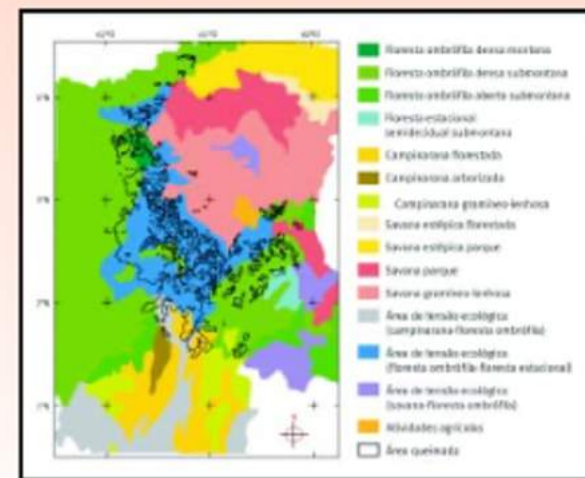 Floresta ombrófila densa montana
Floresta ombrófila densa submontana
Floresta ombrófila aberta submontana
Floresta estacional
semidecidual submontana
Campinarana florestada
Campinarana arborizada
Campinarana gramíneo-lenhosa
Savana estépica florestada
Savana estépica parque
Savana parque
Savana gramíneo-lenhosa
Área de tensão ecológica
(campinarana-floresta ombrófila)
Área de tensão ecológica
(floresta ombrófila-floresta estacional)
Área de tensão ecológica
(savana-floresta ombrófila)
Atividades agrícolas
Área queimada